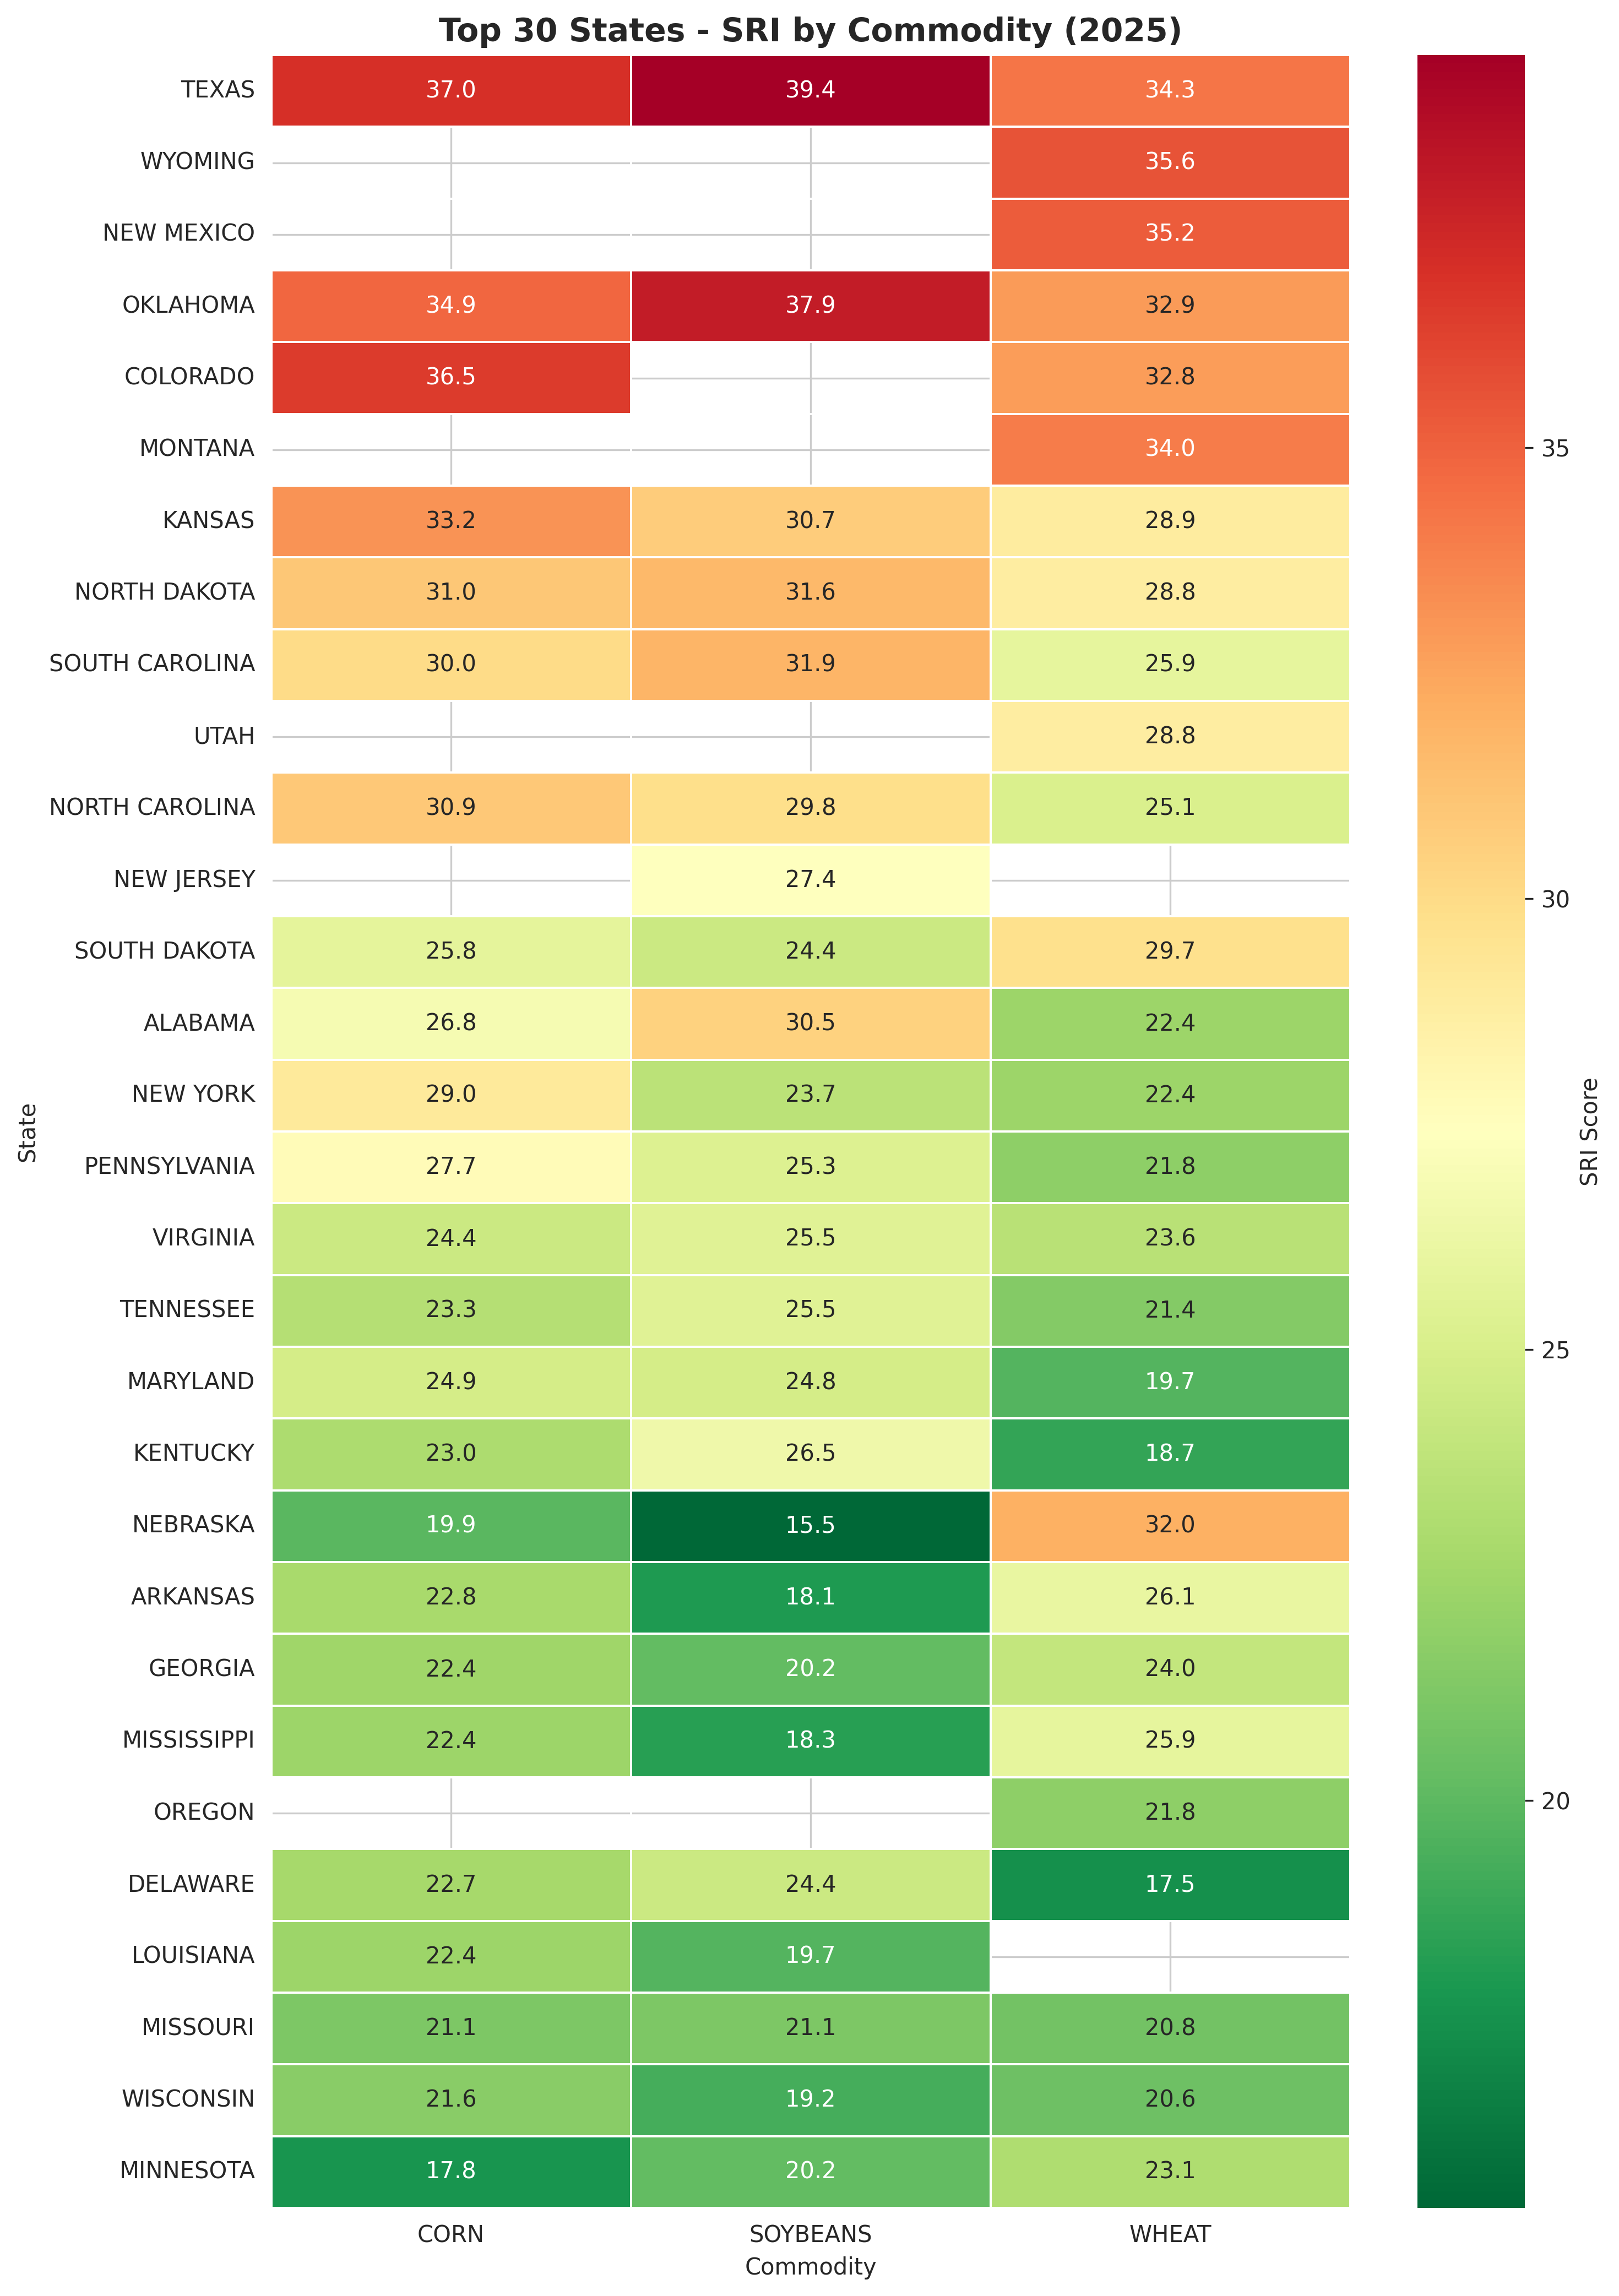 Top 30 States - SRI by Commodity (2025)
TEXAS 37.0 39.4 34.3
WYOMING 35.6
NEW MEXICO 35.2
OKLAHOMA 34.9 37.9 32.9
COLORADO 36.5 32.8
MONTANA 34.0
KANSAS 33.2 30.7 28.9
NORTH DAKOTA 31.0 31.6 28.8
SOUTH CAROLINA 30.0 31.9 25.9
UTAH 28.8
NORTH CAROLINA 30.9 29.8 25.1
NEW JERSEY 27.4
SOUTH DAKOTA 25.8 24.4 29.7
ALABAMA 26.8 30.5 22.4
NEW YORK 29.0 23.7 22.4
PENNSYLVANIA 27.7 25.3 21.8
VIRGINIA 24.4 25.5 23.6
TENNESSEE 23.3 25.5 21.4
MARYLAND 24.9 24.8 19.7
KENTUCKY 23.0 26.5 18.7
NEBRASKA 19.9 15.5 32.0
ARKANSAS 22.8 18.1 26.1
GEORGIA 22.4 20.2 24.0
MISSISSIPPI 22.4 18.3 25.9
OREGON 21.8
DELAWARE 22.7 24.4 17.5
LOUISIANA 22.4 19.7
MISSOURI 21.1 21.1 20.8
WISCONSIN 21.6 19.2 20.6
MINNESOTA 17.8 20.2 23.1
CORN SOYBEANS WHEAT
Commodity
State
35
30
25
20
SRI Score